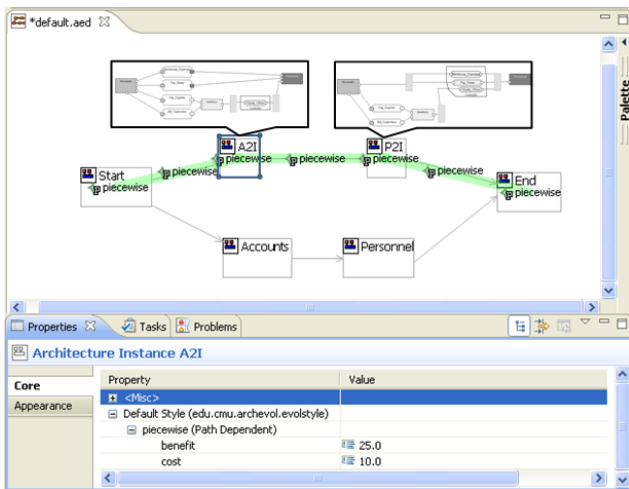 *default.aed
Palette
A2I
P2I
piecewise
piecewise
piecewise
Start
piecewise
piecewise
End
piecewise
piecewise
Accounts
Personnel
Properties
Tasks
Problems
Architecture Instance A2I
Core
Appearance
Property
Value
<Misc>
Default Style (edu.cmu.archevol.evolstyle)
piecewise (Path Dependent)
benefit
25.0
cost
10.0